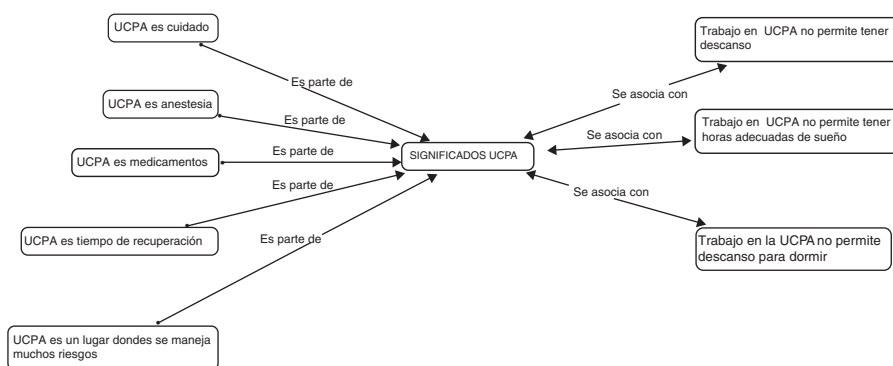 UCPA es cuidado
UCPA es anestesia
UCPA es medicamentos
UCPA es tiempo de recuperación
UCPA es un lugar dondes se maneja
muchos riesgos
Es parte de
Es parte de
Es parte de
Es parte de
Es parte de
SIGNIFICADOS UCPA
Se asocia con
Se asocia con
Se asocia con
Trabajo en UCPA no permite tener
descanso
Trabajo en UCPA no permite tener
horas adecuadas de sueño
Trabajo en la UCPA no permite
descanso para dormir